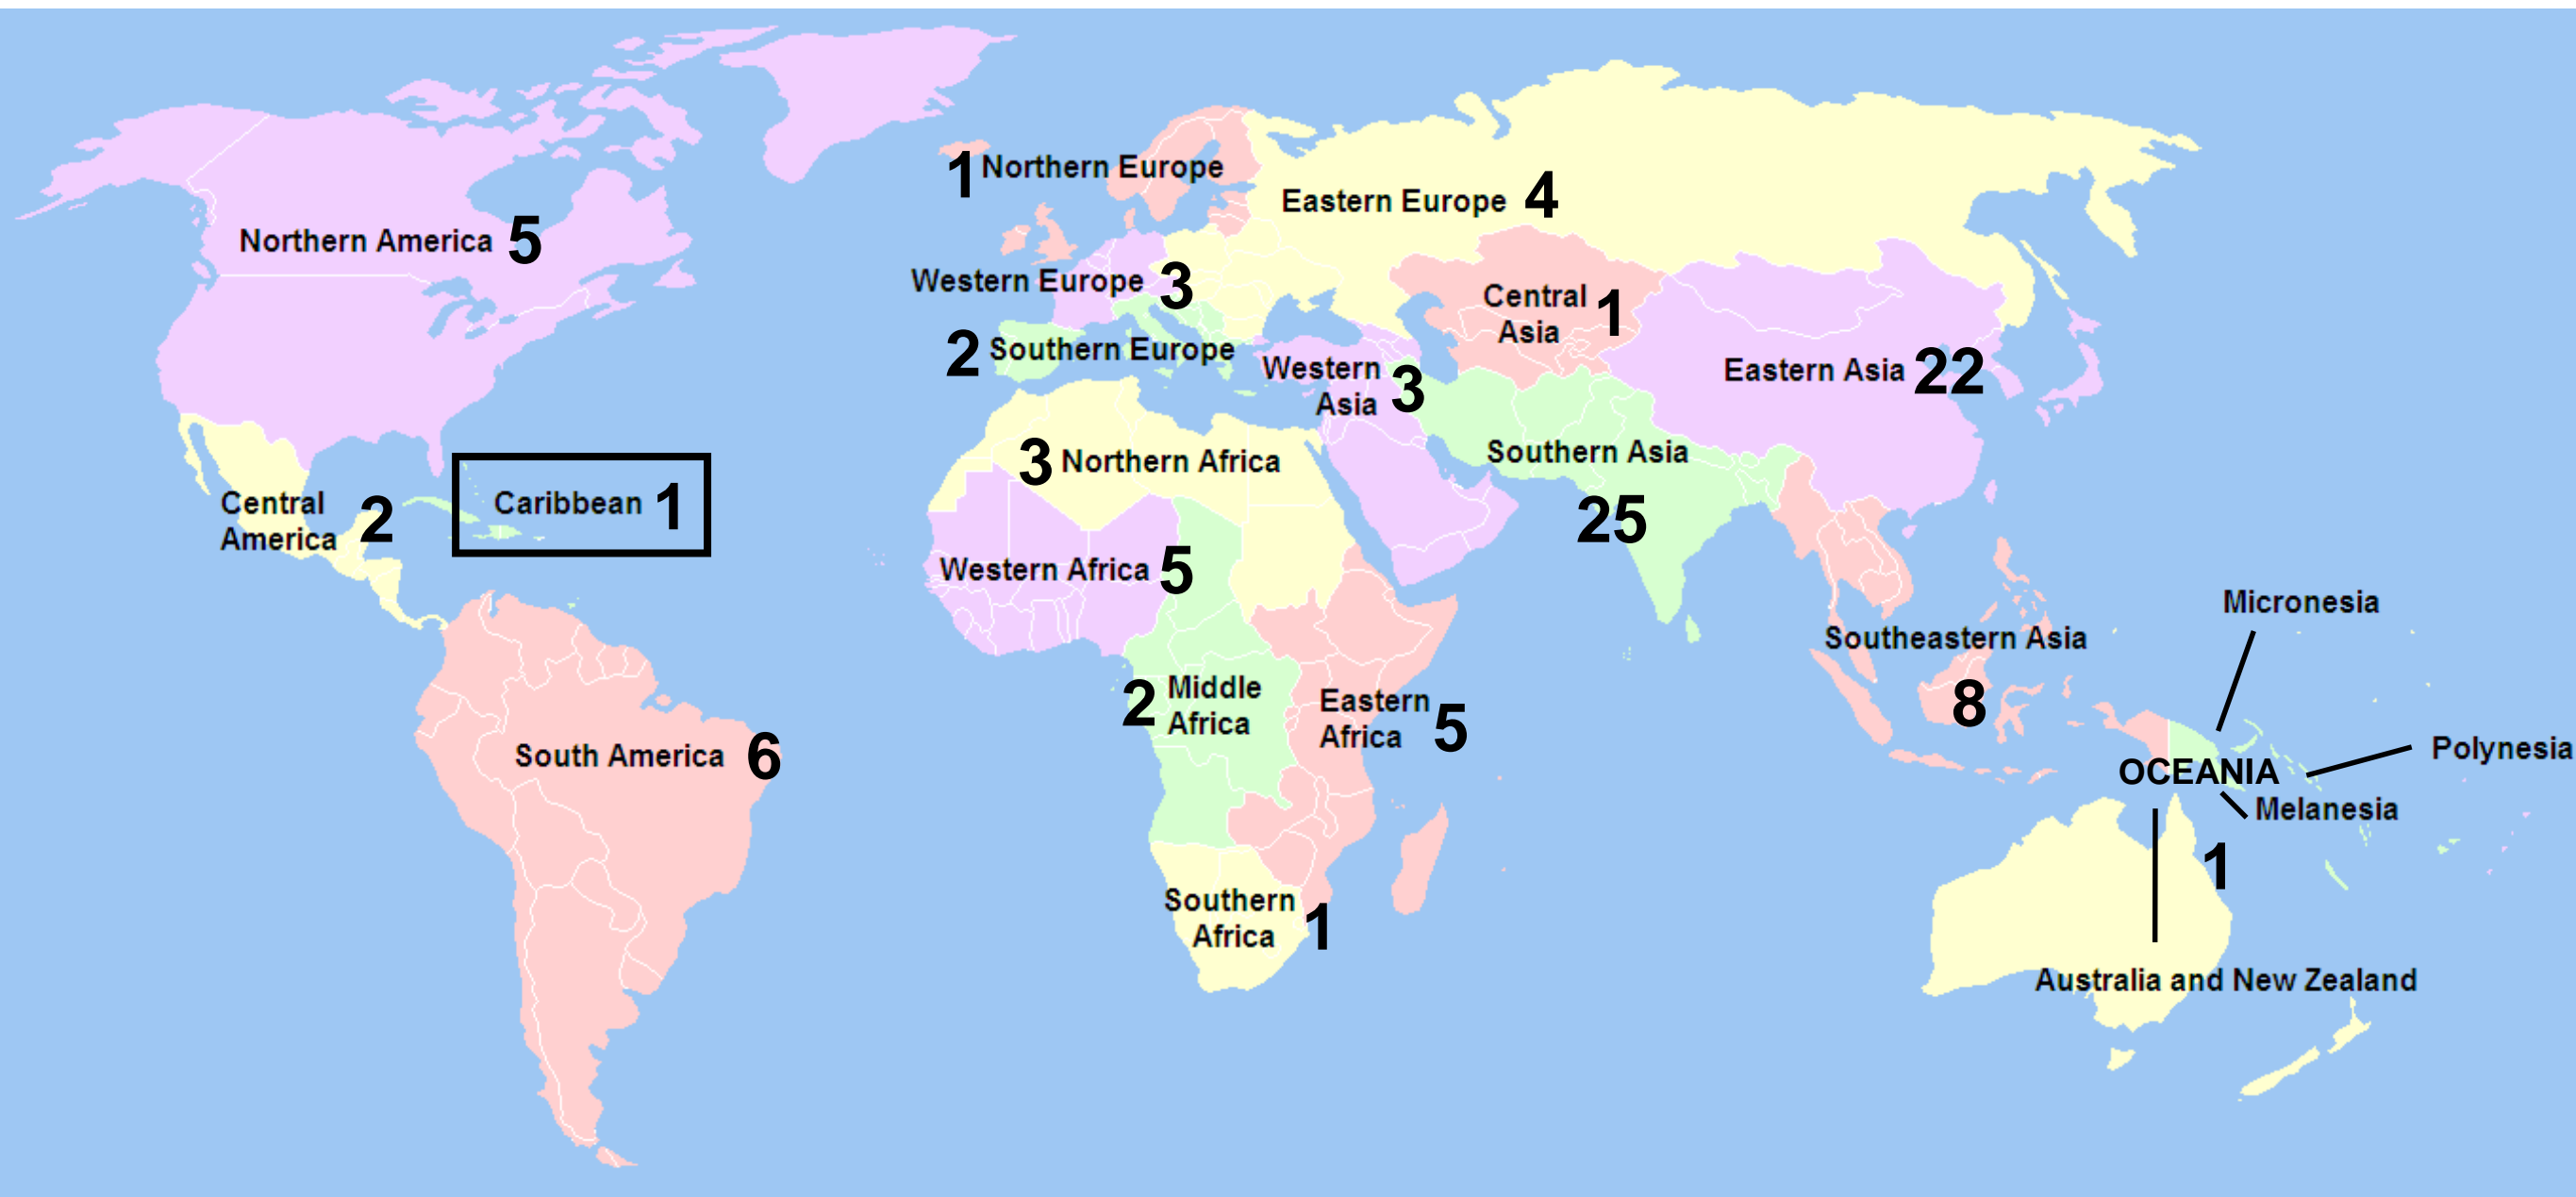 1 Northern Europe
Eastern Europe 4
Northern America 5
Western Europe 3
Central
Asia 1
2 Southern Europe
Western
Asia 3
Eastern Asia 22
Southern Asia
25
3 Northern Africa
Central
America 2
Caribbean 1
Western Africa 5
Micronesia
Southeastern Asia
8
2 Middle
Africa
Eastern
Africa 5
South America 6
Polynesia
OCEANIA
Melanesia
1
Southern
Africa 1
Australia and New Zealand